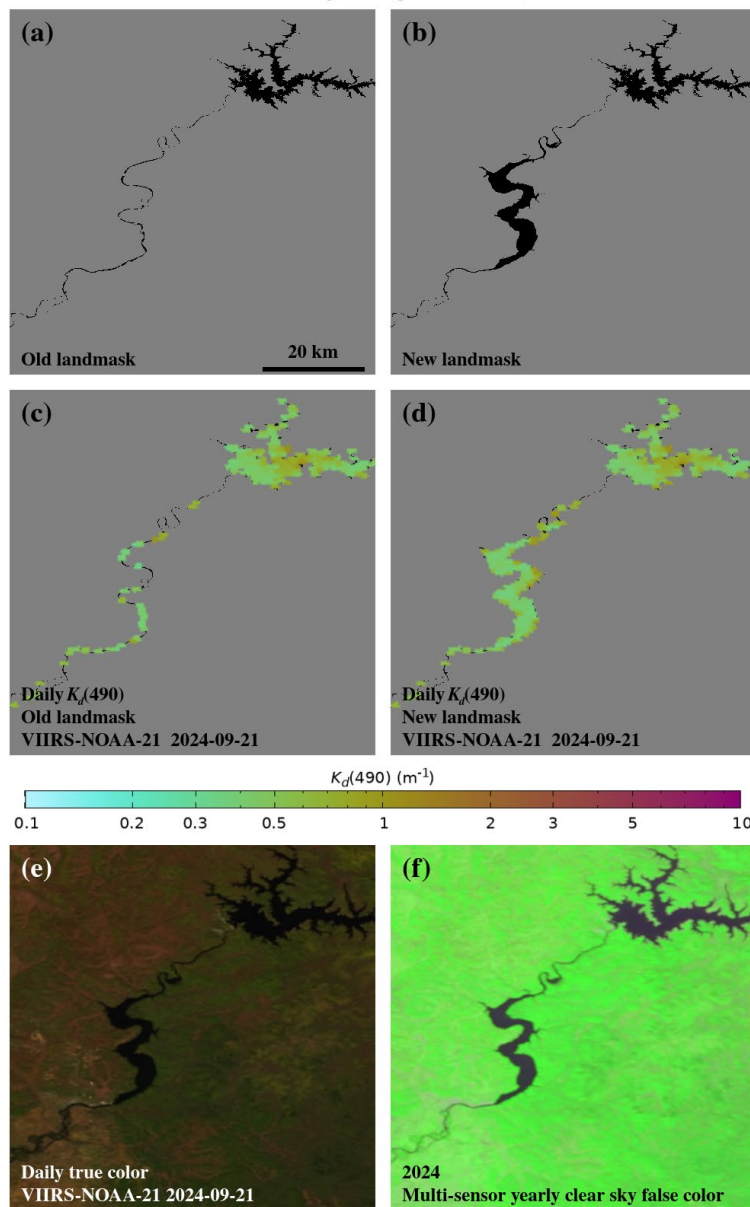 (a)
(b)
Old landmask
20 km
New landmask
(c)
(d)
Daily K_d(490)
Old landmask
VIIRS-NOAA-21 2024-09-21
Daily K_d(490)
New landmask
VIIRS-NOAA-21 2024-09-21
K_d(490) (m⁻¹)
0.1 0.2 0.3 0.5 1 2 3 5 10
(e)
(f)
Daily true color
VIIRS-NOAA-21 2024-09-21
2024
Multi-sensor yearly clear sky false color